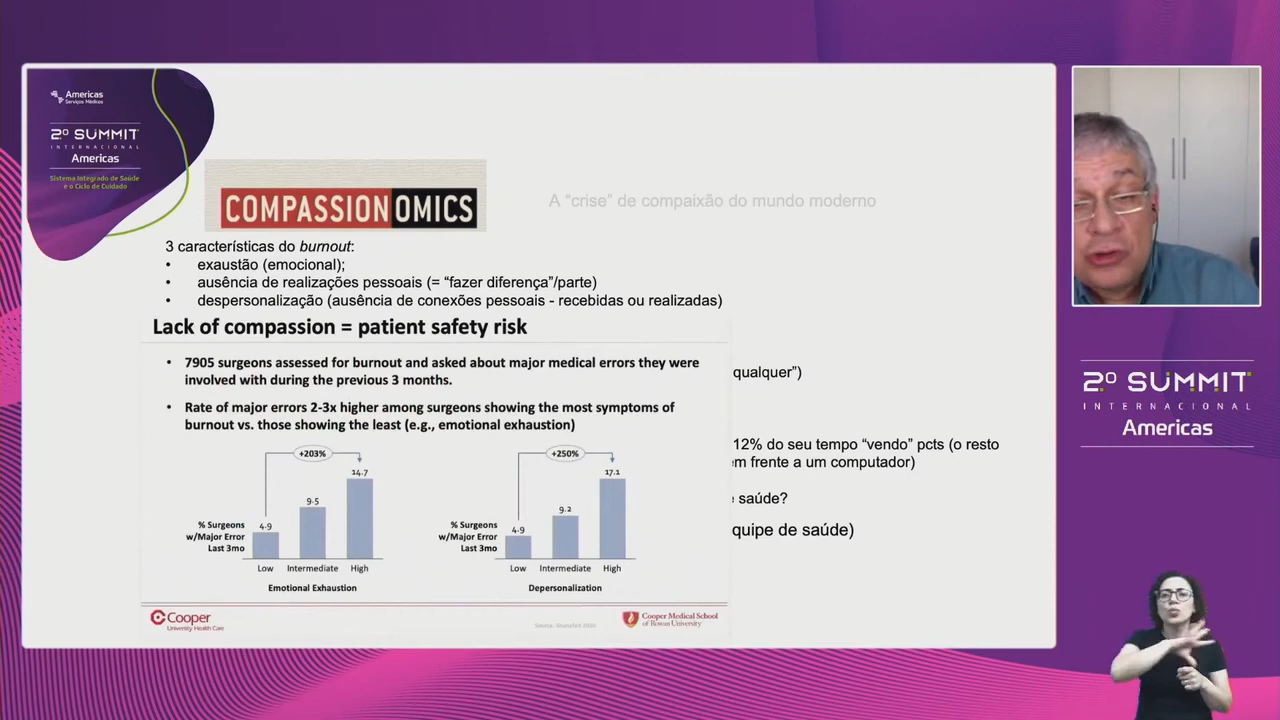 Americas
Serviços Médicos
2º SUMMIT
INTERNACIONAL
Americas
Sistema Integrado de Saúde
e o Ciclo de Cuidado
COMPASSIONOMICS
A “crise” de compaixão do mundo moderno
3 características do burnout:
• exaustão (emocional);
• ausência de realizações pessoais (= “fazer diferença”/parte)
• despersonalização (ausência de conexões pessoais - recebidas ou realizadas)
Lack of compassion = patient safety risk
• 7905 surgeons assessed for burnout and asked about major medical errors they were
involved with during the previous 3 months.
• Rate of major errors 2-3x higher among surgeons showing the most symptoms of
burnout vs. those showing the least (e.g., emotional exhaustion)
+203%
14.7
9.5
4.9
% Surgeons
w/Major Error
Last 3mo
Low Intermediate High
Emotional Exhaustion
+250%
17.1
9.2
4.9
% Surgeons
w/Major Error
Last 3mo
Low Intermediate High
Depersonalization
Cooper
University Health Care
Cooper Medical School
of Rowan University
qualquer”)
12% do seu tempo “vendo” pcts (o resto
em frente a um computador)
saúde?
quipe de saúde)
2º SUMMIT
INTERNACIONAL
Americas